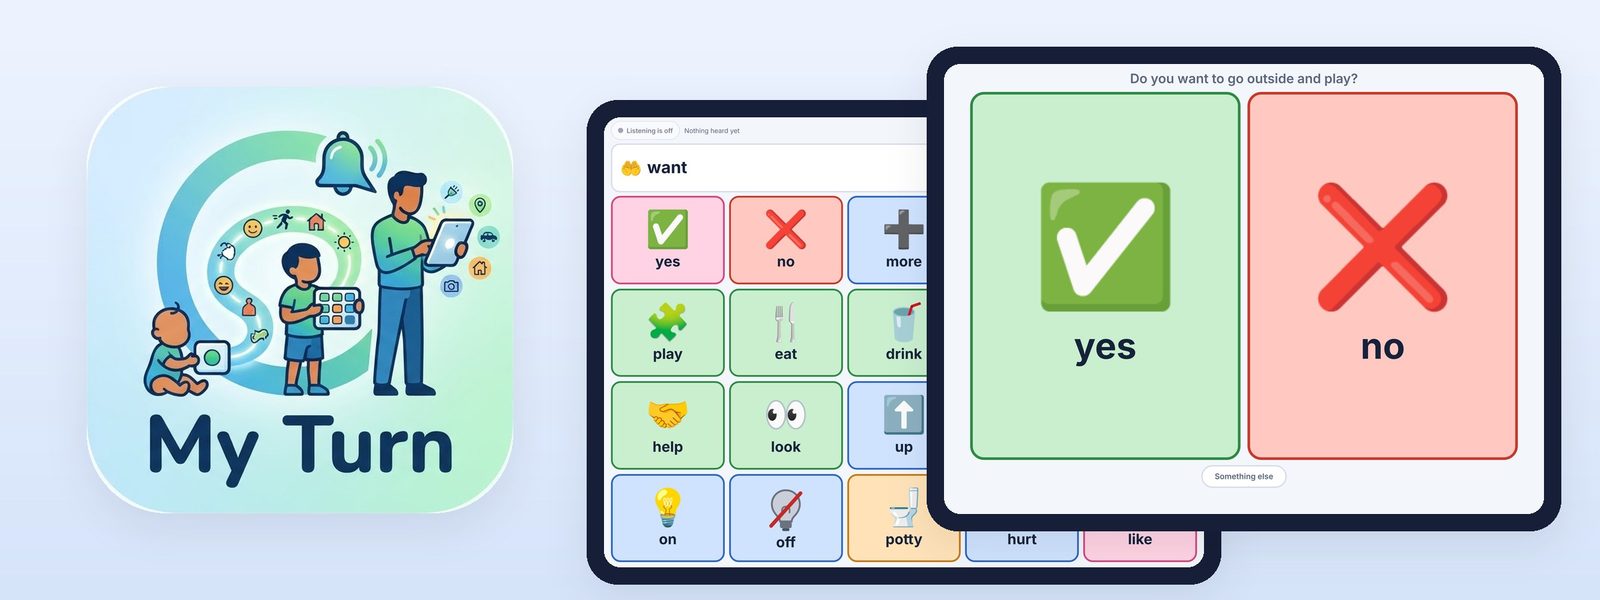 My Turn
Listening is off
Nothing heard yet
want
yes
no
more
play
eat
drink
help
look
up
on
off
potty
hurt
like
Do you want to go outside and play?
yes
no
Something else